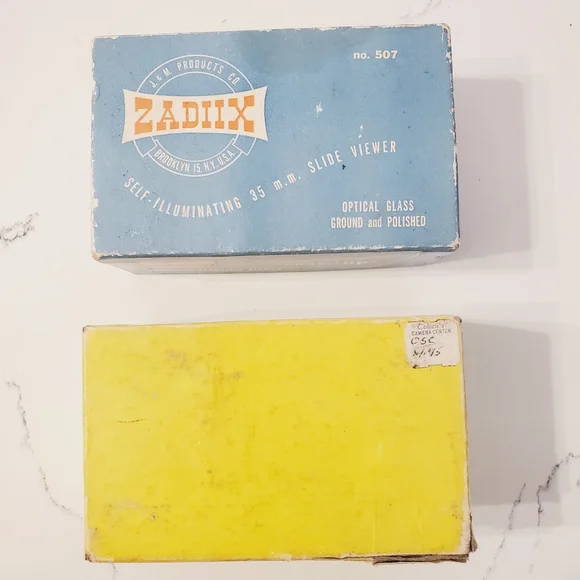 no. 507
J & M. PRODUCTS CO
ZADIIX
BROOKLYN 15, N.Y. U.S.A.
SELF-ILLUMINATING 35 m.m. SLIDE VIEWER
OPTICAL GLASS
GROUND and POLISHED
CAMERA CENTER
CSC